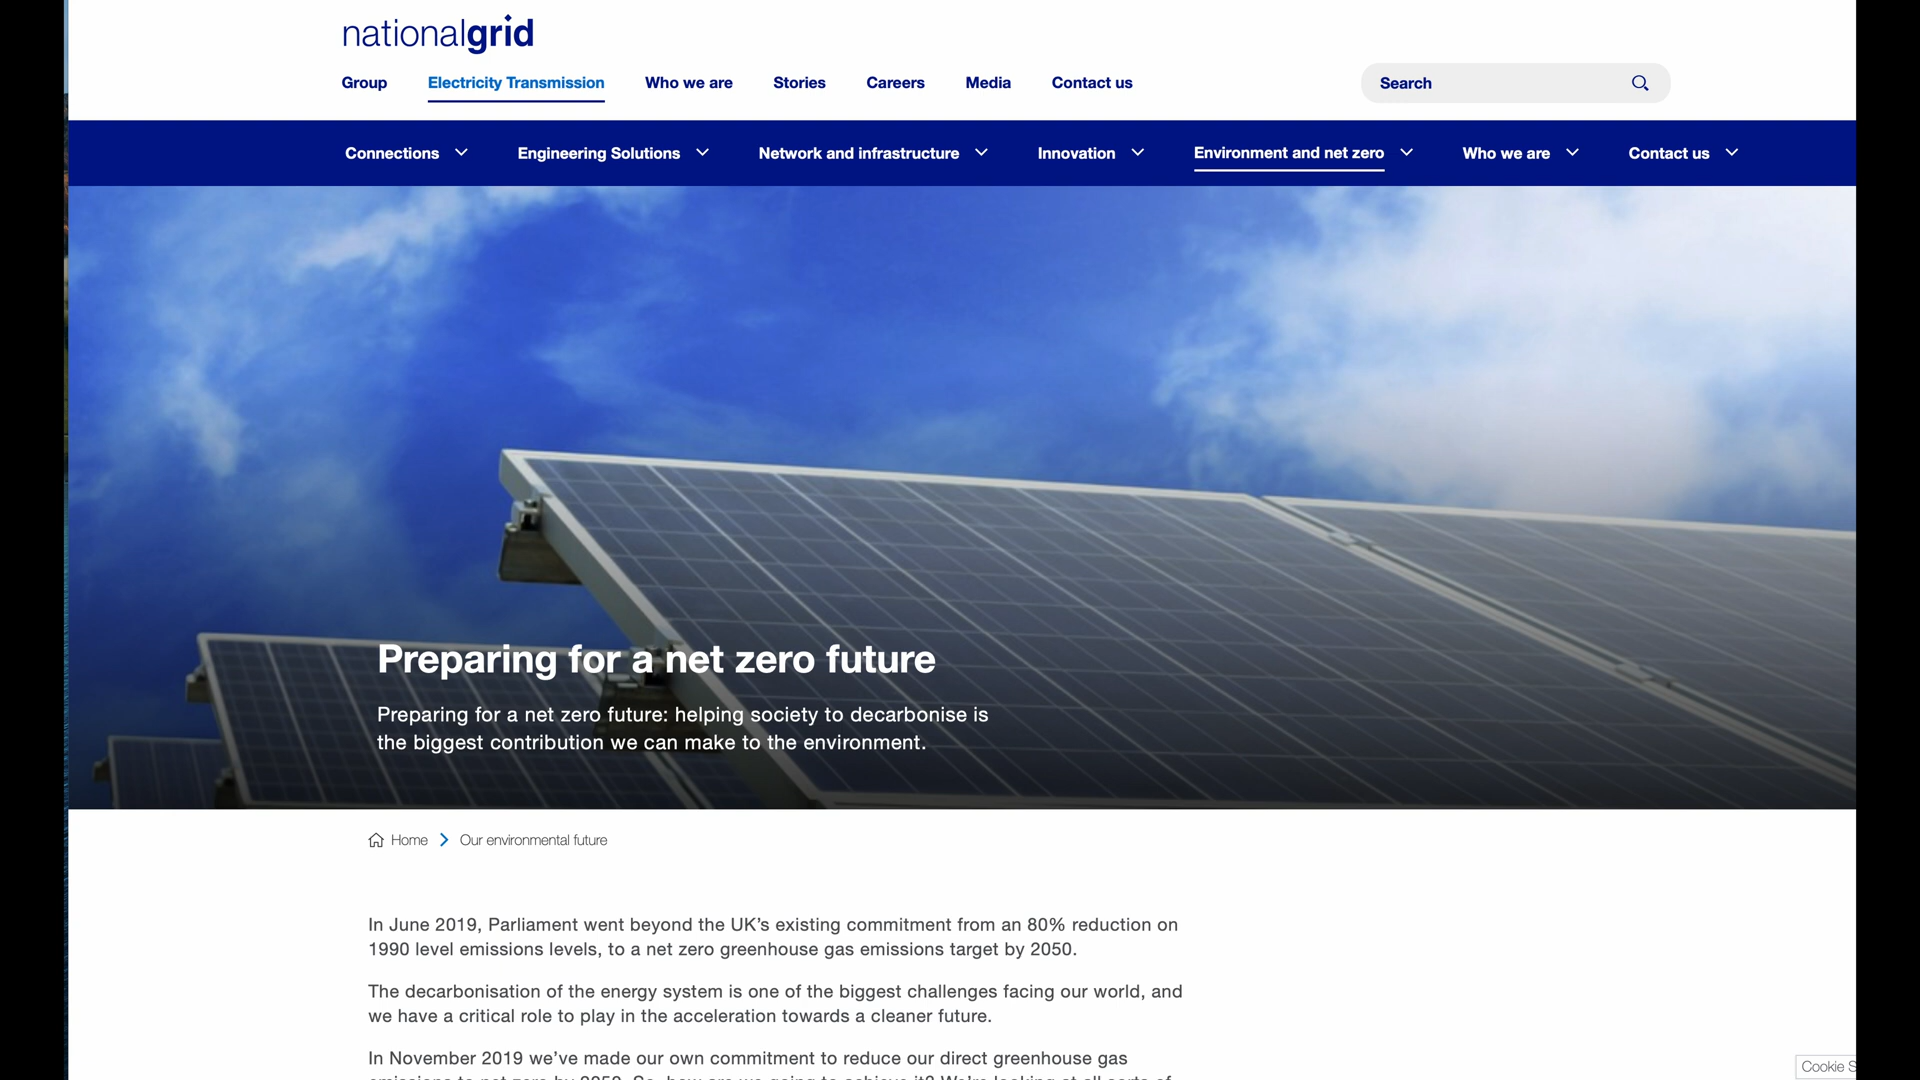 nationalgrid
Group Electricity Transmission Who we are Stories Careers Media Contact us Search
Connections Engineering Solutions Network and infrastructure Innovation Environment and net zero Who we are Contact us
Preparing for a net zero future
Preparing for a net zero future: helping society to decarbonise is
the biggest contribution we can make to the environment.
Home Our environmental future
In June 2019, Parliament went beyond the UK’s existing commitment from an 80% reduction on
1990 level emissions levels, to a net zero greenhouse gas emissions target by 2050.
The decarbonisation of the energy system is one of the biggest challenges facing our world, and
we have a critical role to play in the acceleration towards a cleaner future.
In November 2019 we’ve made our own commitment to reduce our direct greenhouse gas
Cookie S